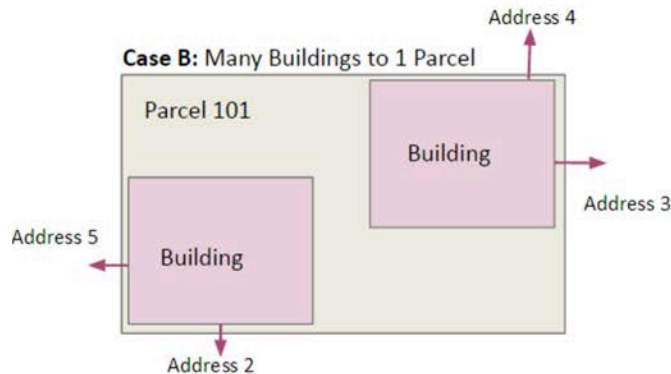 Address 4
Case B: Many Buildings to 1 Parcel
Parcel 101
Building
Address 3
Address 5
Building
Address 2